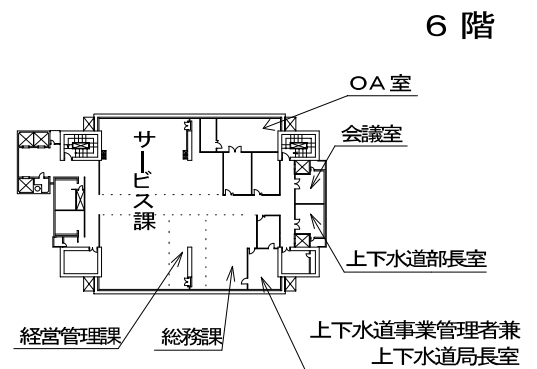 6階
OA室
会議室
サービス課
上下水道部長室
経営管理課
総務課
上下水道事業管理者兼
上下水道局長室